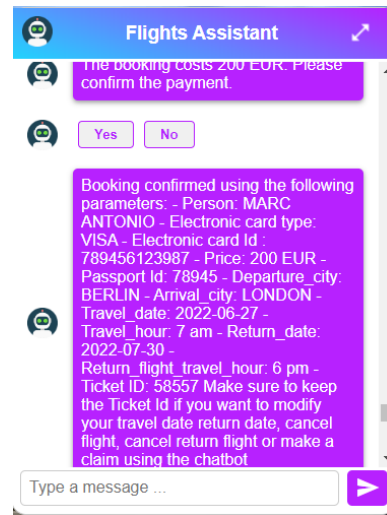 Flights Assistant
The booking costs 200 EUR. Please
confirm the payment.
Yes No
Booking confirmed using the following
parameters: - Person: MARC
ANTONIO - Electronic card type:
VISA - Electronic card Id :
789456123987 - Price: 200 EUR -
Passport Id: 78945 - Departure_city:
BERLIN - Arrival_city: LONDON -
Travel_date: 2022-06-27 -
Travel_hour: 7 am - Return_date:
2022-07-30 -
Return_flight_travel_hour: 6 pm -
Ticket ID: 58557 Make sure to keep
the Ticket Id if you want to modify
your travel date return date, cancel
flight, cancel return flight or make a
claim using the chatbot
Type a message ...